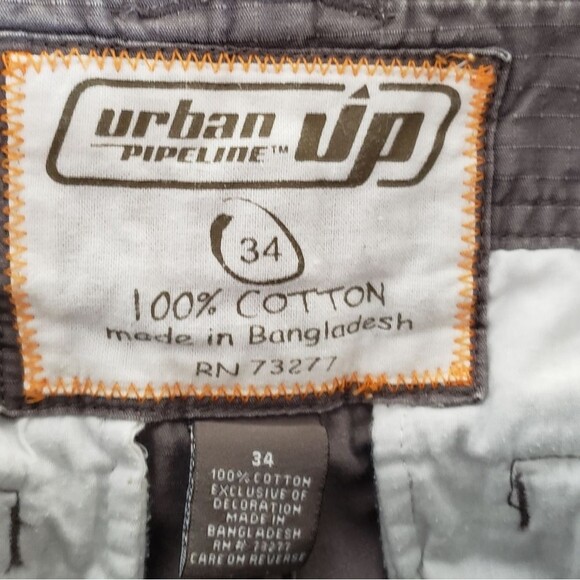 urban UP
PIPELINE™
34
100% COTTON
made in Bangladesh
RN 73277
34
100% COTTON
EXCLUSIVE OF
DECORATION
MADE IN
BANGLADESH
RN # 73277
CARE ON REVERSE